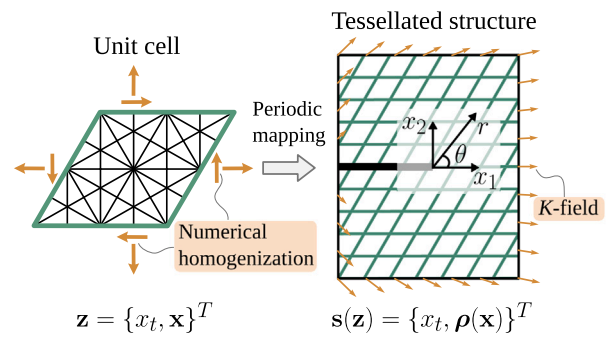 Tessellated structure
Unit cell
Periodic
mapping
x₂
r
θ
x₁
K-field
Numerical
homogenization
z = {xₜ, x}ᵀ
s(z) = {xₜ, ρ(x)}ᵀ